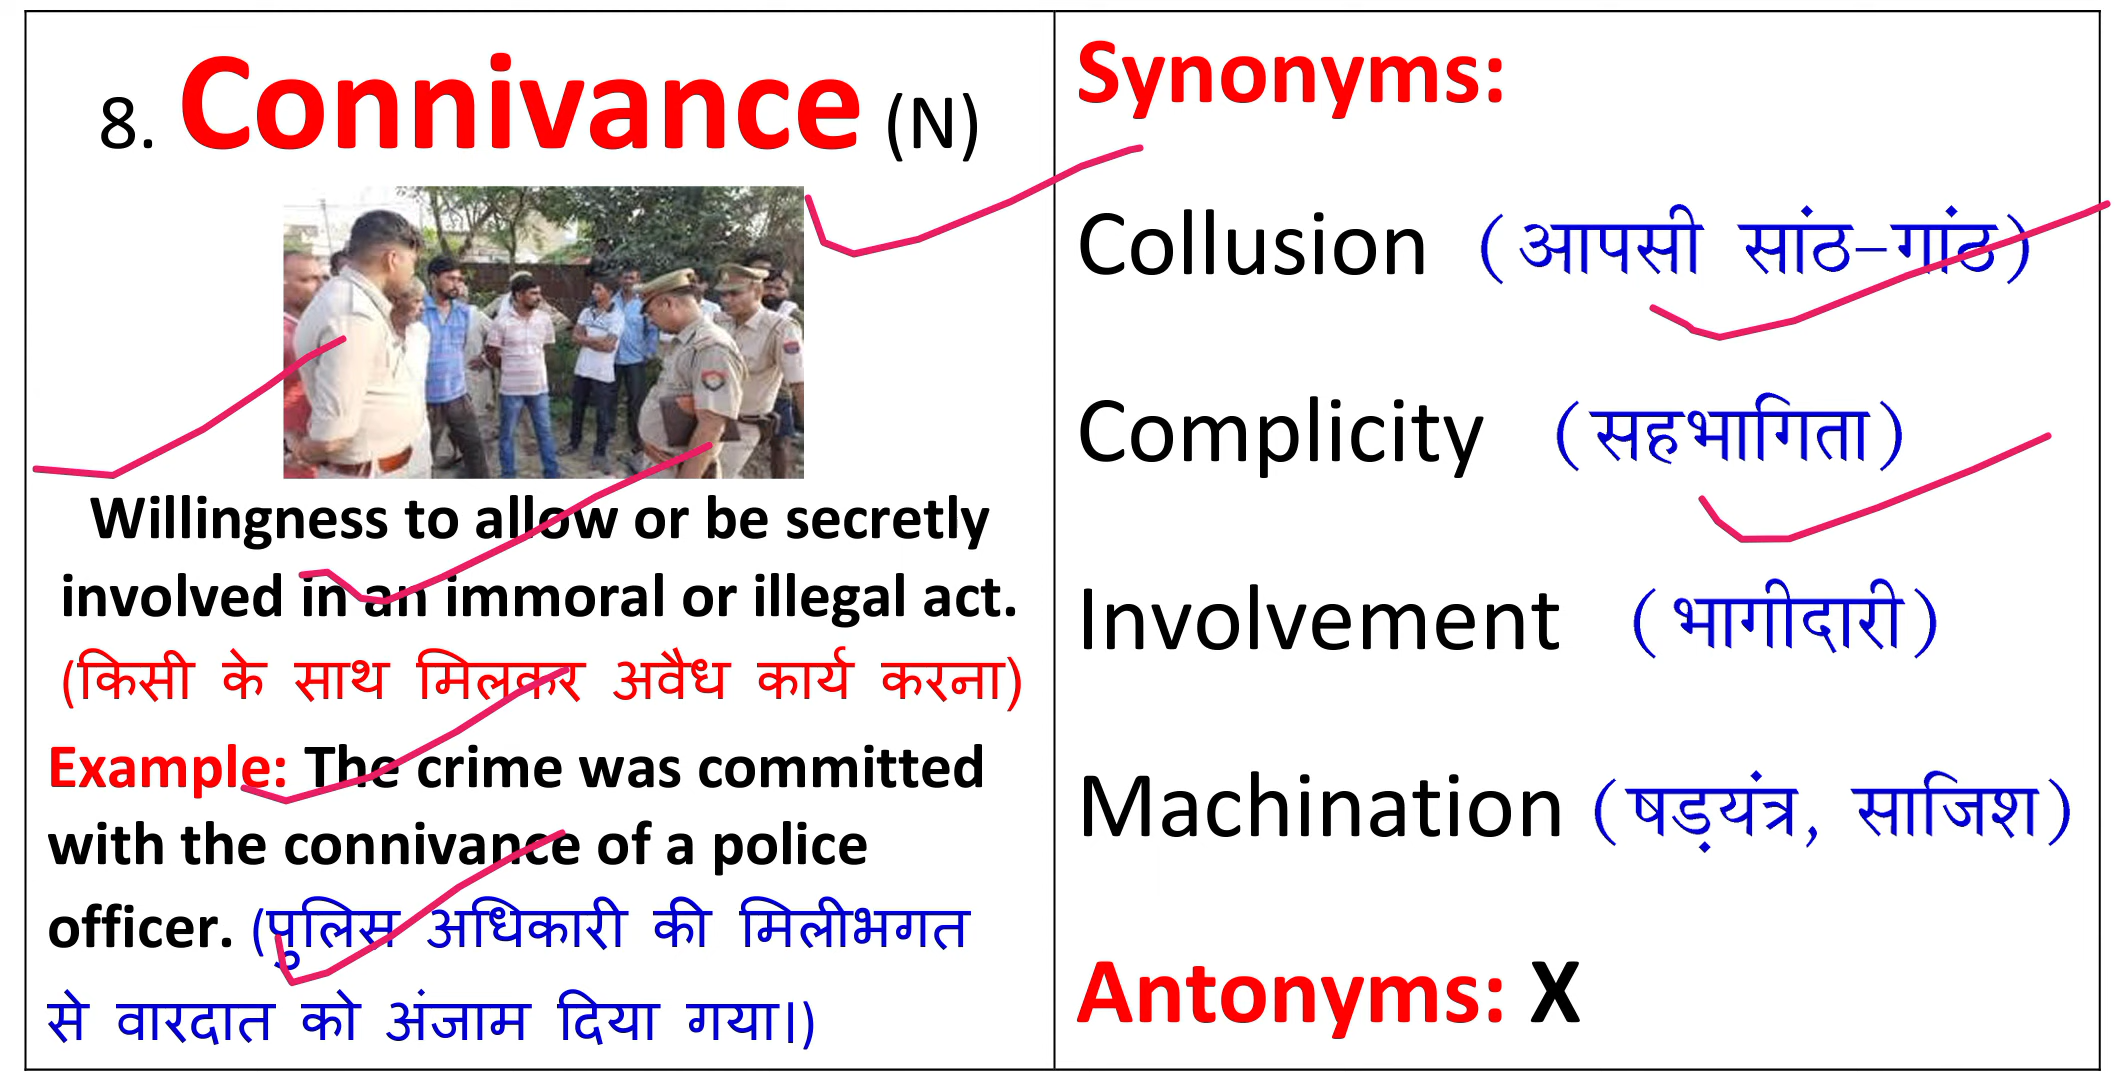 8. Connivance (N)
Willingness to allow or be secretly
involved in an immoral or illegal act.
(किसी के साथ मिलकर अवैध कार्य करना)
Example: The crime was committed
with the connivance of a police
officer. (पुलिस अधिकारी की मिलीभगत
से वारदात को अंजाम दिया गया।)
Synonyms:
Collusion (आपसी सांठ-गांठ)
Complicity (सहभागिता)
Involvement (भागीदारी)
Machination (षड़यंत्र, साजिश)
Antonyms: X